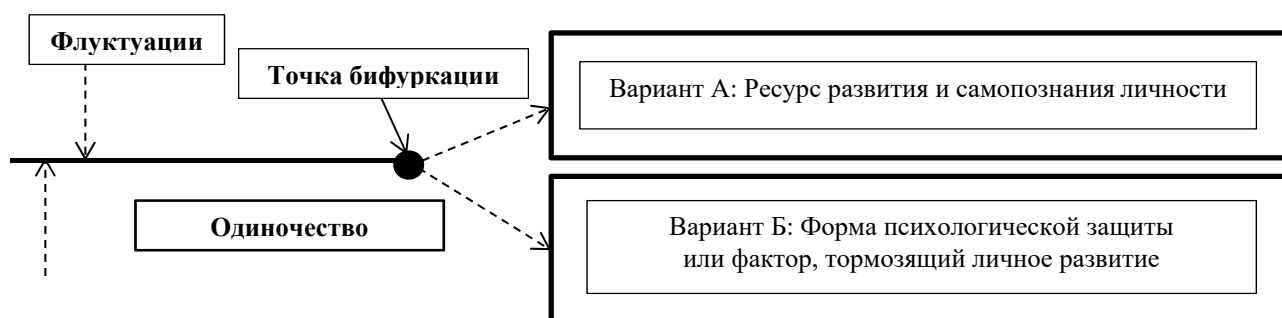 Флуктуации
Точка бифуркации
Вариант А: Ресурс развития и самопознания личности
Одиночество
Вариант Б: Форма психологической защиты
или фактор, тормозящий личное развитие